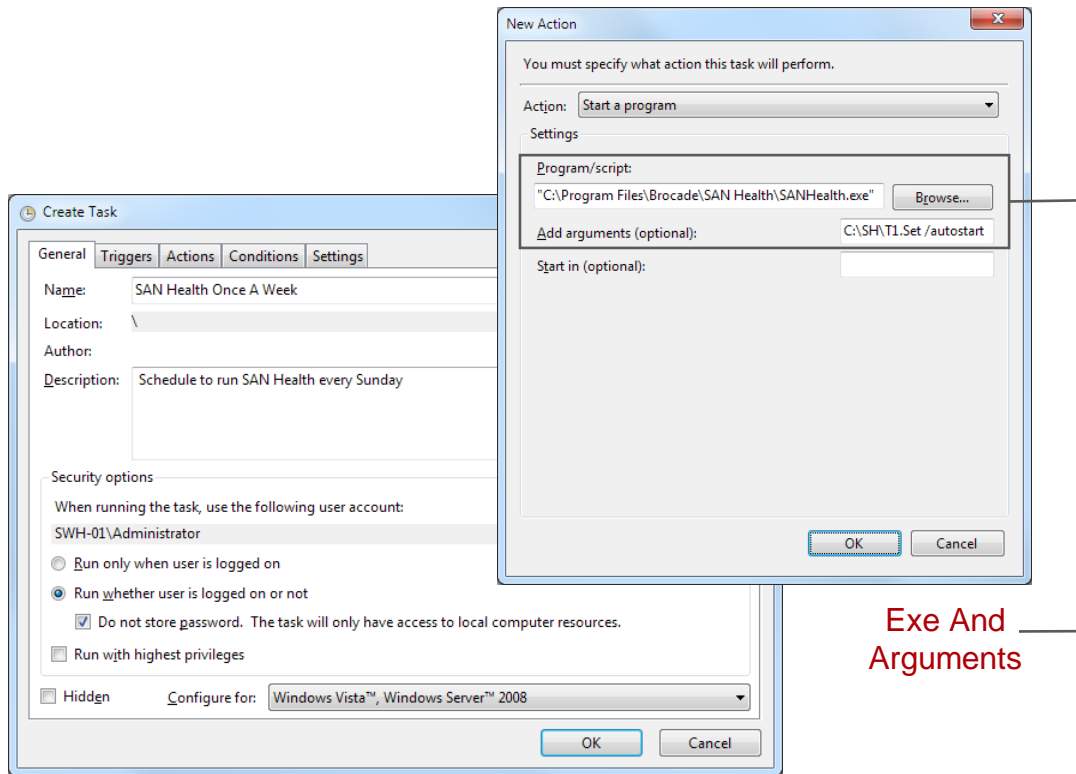 New Action
You must specify what action this task will perform.
Action: Start a program
Settings
Program/script:
"C:\Program Files\Brocade\SAN Health\SANHealth.exe" Browse...
Add arguments (optional): C:\SH\T1.Set /autostart
Start in (optional):
OK Cancel
Create Task
General Triggers Actions Conditions Settings
Name: SAN Health Once A Week
Location: \
Author:
Description: Schedule to run SAN Health every Sunday
Security options
When running the task, use the following user account:
SWH-01\Administrator
Run only when user is logged on
Run whether user is logged on or not
Do not store password. The task will only have access to local computer resources.
Run with highest privileges
Hidden Configure for: Windows Vista™, Windows Server™ 2008
OK Cancel
Exe And
Arguments